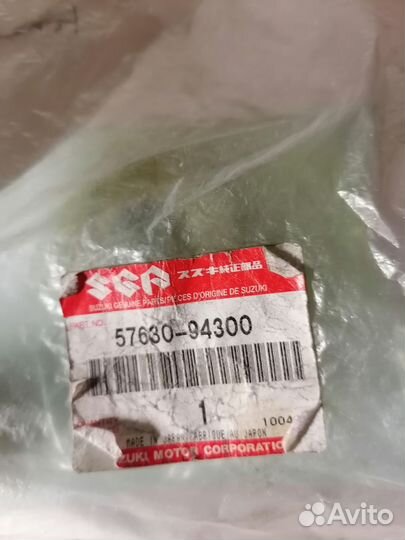 SGP スズキ純正部品
SUZUKI GENUINE PARTS/PIECES D'ORIGINE DE SUZUKI
PART NO.
57630-94300
1
1004
MADE IN JAPAN/FABRIQUE AU JAPON
SUZUKI MOTOR CORPORATION
Avito